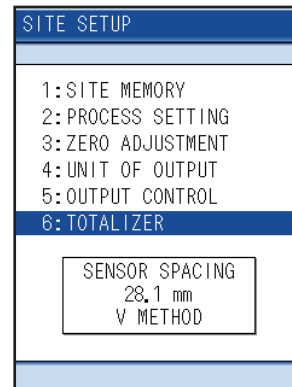 SITE SETUP
1:SITE MEMORY
2:PROCESS SETTING
3:ZERO ADJUSTMENT
4:UNIT OF OUTPUT
5:OUTPUT CONTROL
6:TOTALIZER
SENSOR SPACING
28.1 mm
V METHOD